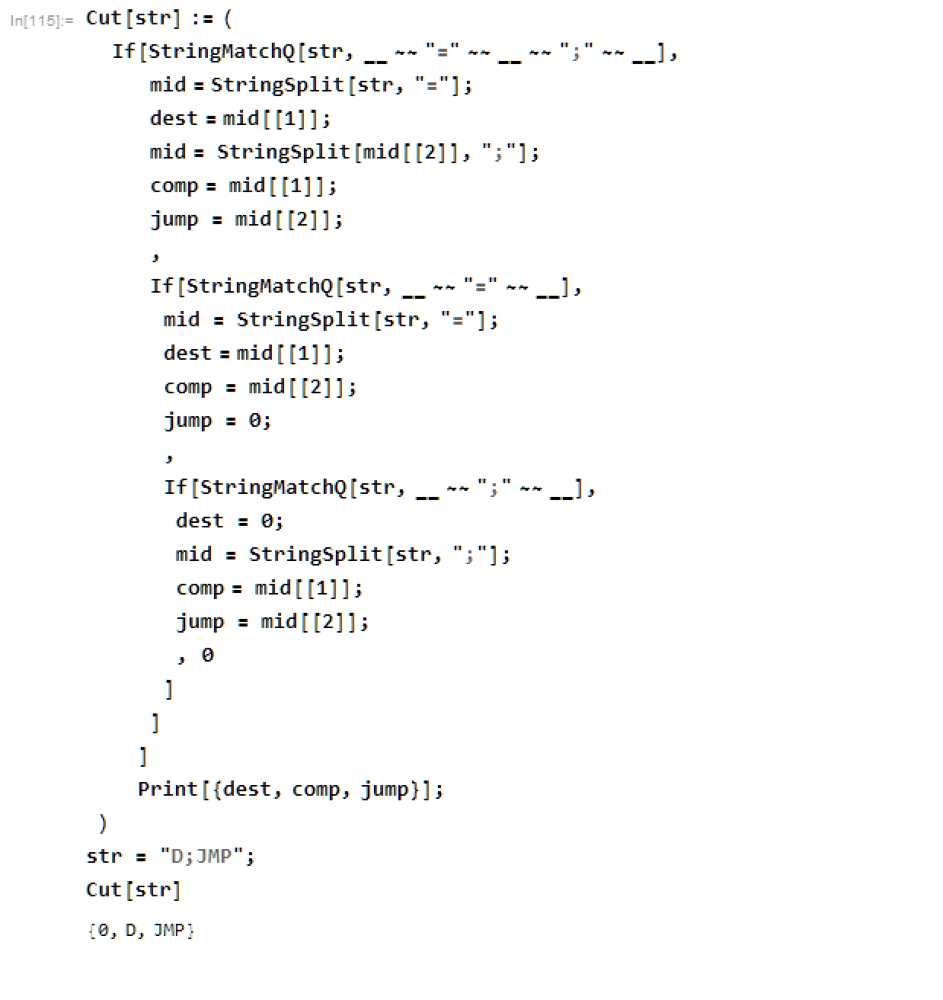 In[115]:= Cut[str] := (
If[StringMatchQ[str, __ ~~ "=" ~~ __ ~~ ";" ~~ __],
mid = StringSplit[str, "="];
dest = mid[[1]];
mid = StringSplit[mid[[2]], ";"];
comp = mid[[1]];
jump = mid[[2]];
,
If[StringMatchQ[str, __ ~~ "=" ~~ __],
mid = StringSplit[str, "="];
dest = mid[[1]];
comp = mid[[2]];
jump = 0;
,
If[StringMatchQ[str, __ ~~ ";" ~~ __],
dest = 0;
mid = StringSplit[str, ";"];
comp = mid[[1]];
jump = mid[[2]];
, 0
]
]
]
Print[{dest, comp, jump}];
)
str = "D;JMP";
Cut[str]
{0, D, JMP}